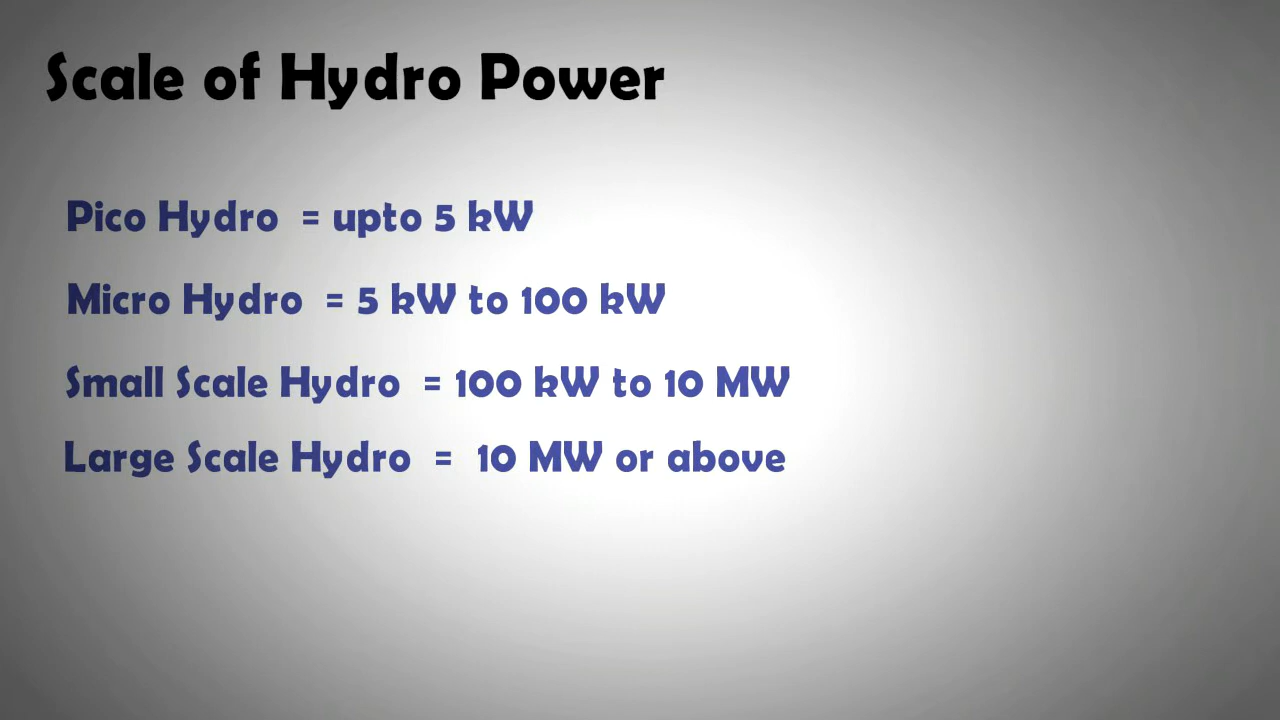 Scale of Hydro Power
Pico Hydro = upto 5 kW
Micro Hydro = 5 kW to 100 kW
Small Scale Hydro = 100 kW to 10 MW
Large Scale Hydro = 10 MW or above